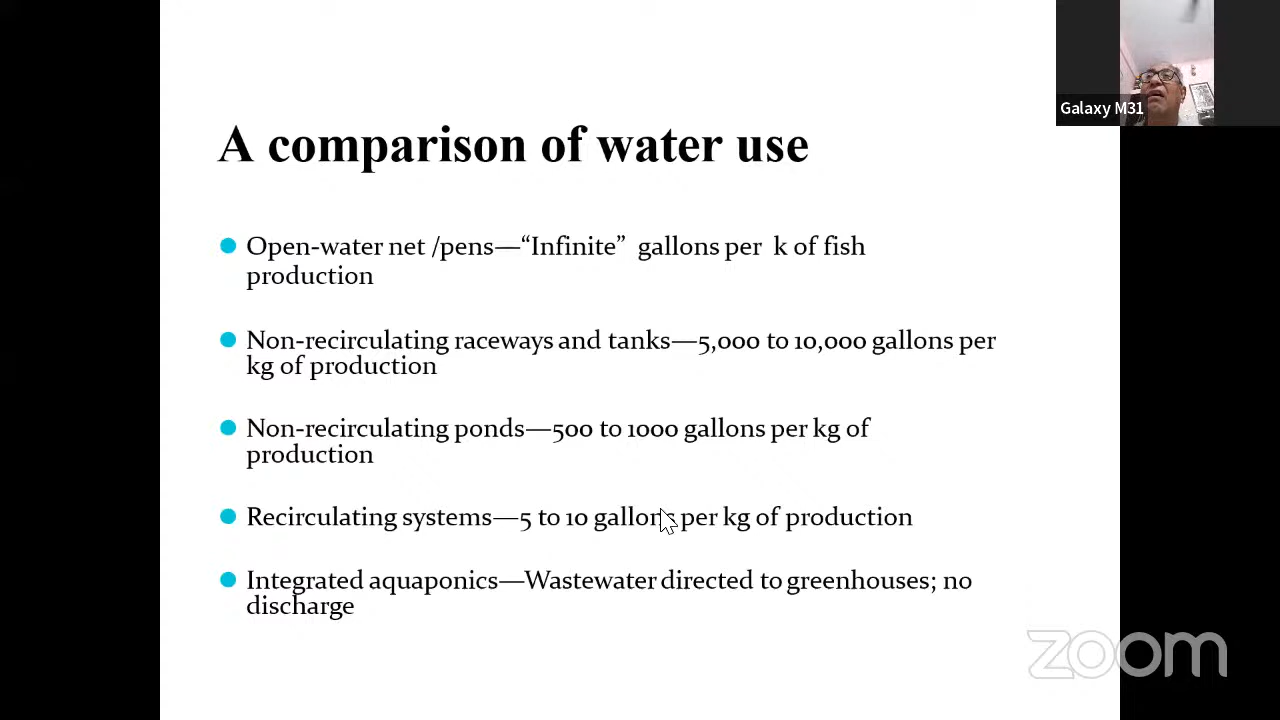 Galaxy M31
A comparison of water use
Open-water net /pens—“Infinite” gallons per k of fish
production
Non-recirculating raceways and tanks—5,000 to 10,000 gallons per
kg of production
Non-recirculating ponds—500 to 1000 gallons per kg of
production
Recirculating systems—5 to 10 gallons per kg of production
Integrated aquaponics—Wastewater directed to greenhouses; no
discharge
zoom